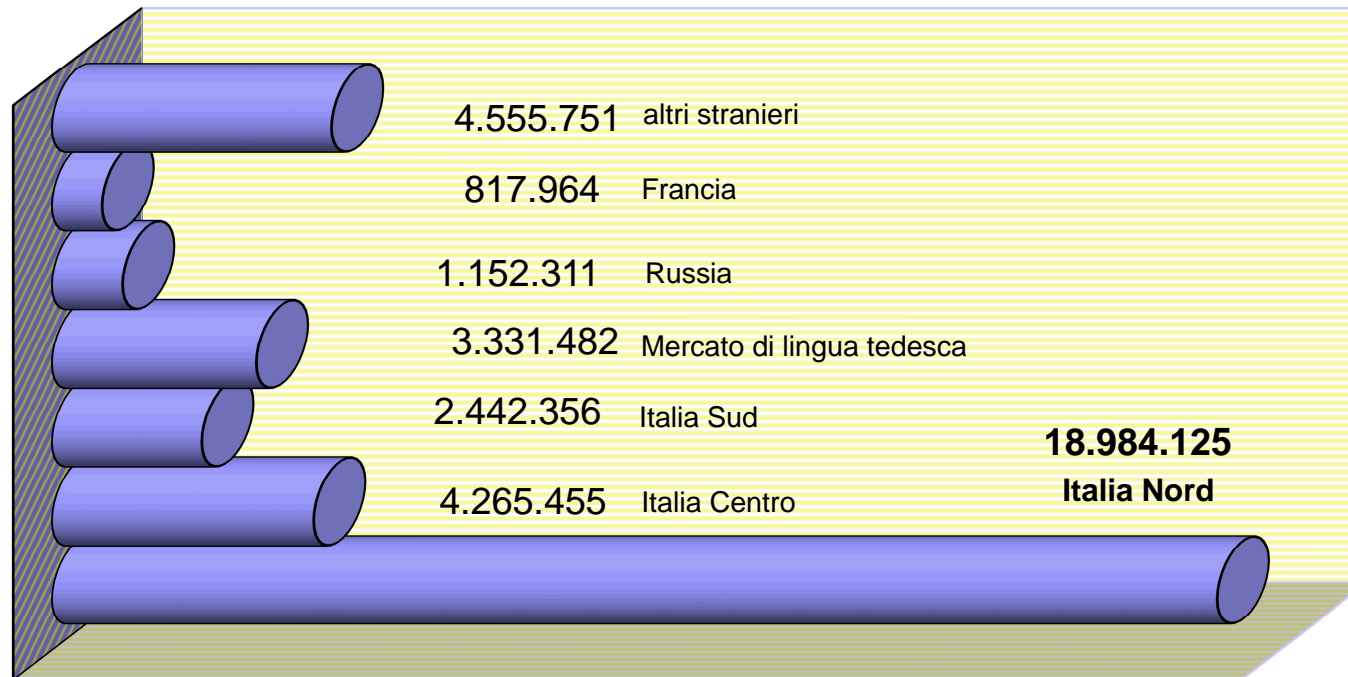 4.555.751 altri stranieri
817.964 Francia
1.152.311 Russia
3.331.482 Mercato di lingua tedesca
2.442.356 Italia Sud
18.984.125
Italia Nord
4.265.455 Italia Centro